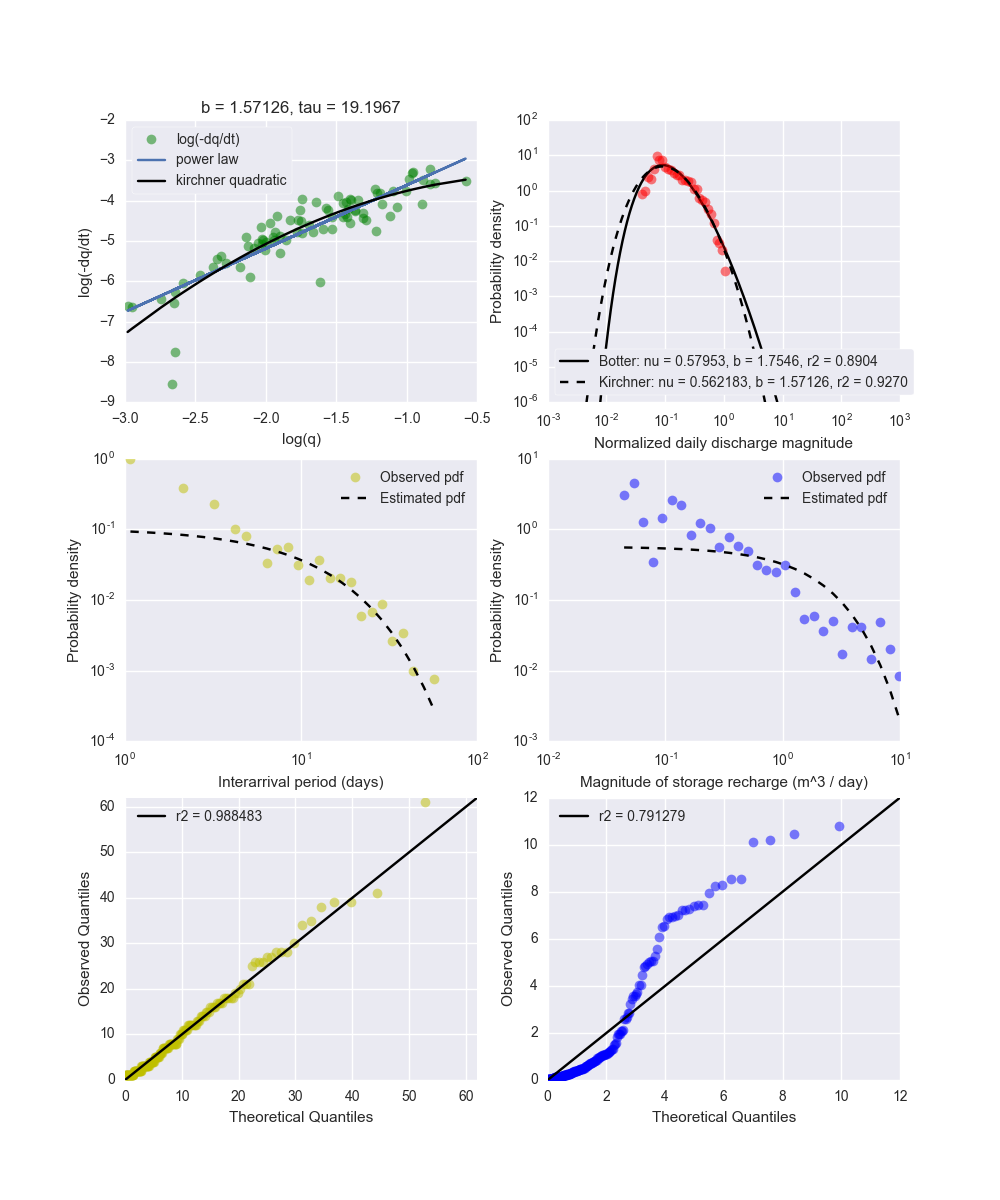 b = 1.57126, tau = 19.1967
−2
−3
−4
−5
−6
−7
−8
−9
log(-dq/dt)
log(-dq/dt)
power law
kirchner quadratic
−3.0 −2.5 −2.0 −1.5 −1.0 −0.5
log(q)
10^2
10^1
10^0
10^-1
10^-2
10^-3
10^-4
10^-5
10^-6
Probability density
Botter: nu = 0.57953, b = 1.7546, r2 = 0.8904
Kirchner: nu = 0.562183, b = 1.57126, r2 = 0.9270
10^-3 10^-2 10^-1 10^0 10^1 10^2 10^3
Normalized daily discharge magnitude
10^0
10^-1
10^-2
10^-3
10^-4
Probability density
Observed pdf
Estimated pdf
10^0 10^1 10^2
Interarrival period (days)
10^1
10^0
10^-1
10^-2
10^-3
Probability density
Observed pdf
Estimated pdf
10^-2 10^-1 10^0 10^1
Magnitude of storage recharge (m^3 / day)
60
50
40
30
20
10
0
Observed Quantiles
r2 = 0.988483
0 10 20 30 40 50 60
Theoretical Quantiles
12
10
8
6
4
2
0
Observed Quantiles
r2 = 0.791279
0 2 4 6 8 10 12
Theoretical Quantiles